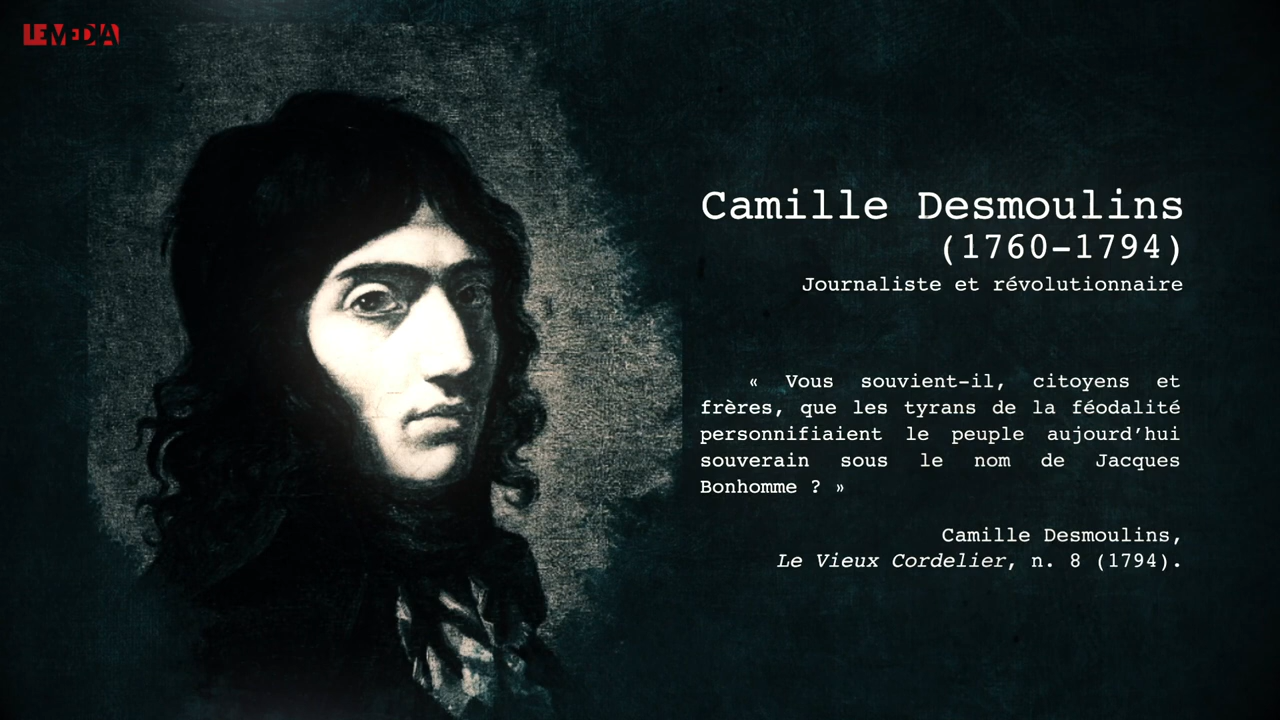 LEMEDIA
Camille Desmoulins
(1760-1794)
Journaliste et révolutionnaire
« Vous souvient-il, citoyens et
frères, que les tyrans de la féodalité
personnifiaient le peuple aujourd’hui
souverain sous le nom de Jacques
Bonhomme ? »
Camille Desmoulins,
Le Vieux Cordelier, n. 8 (1794).